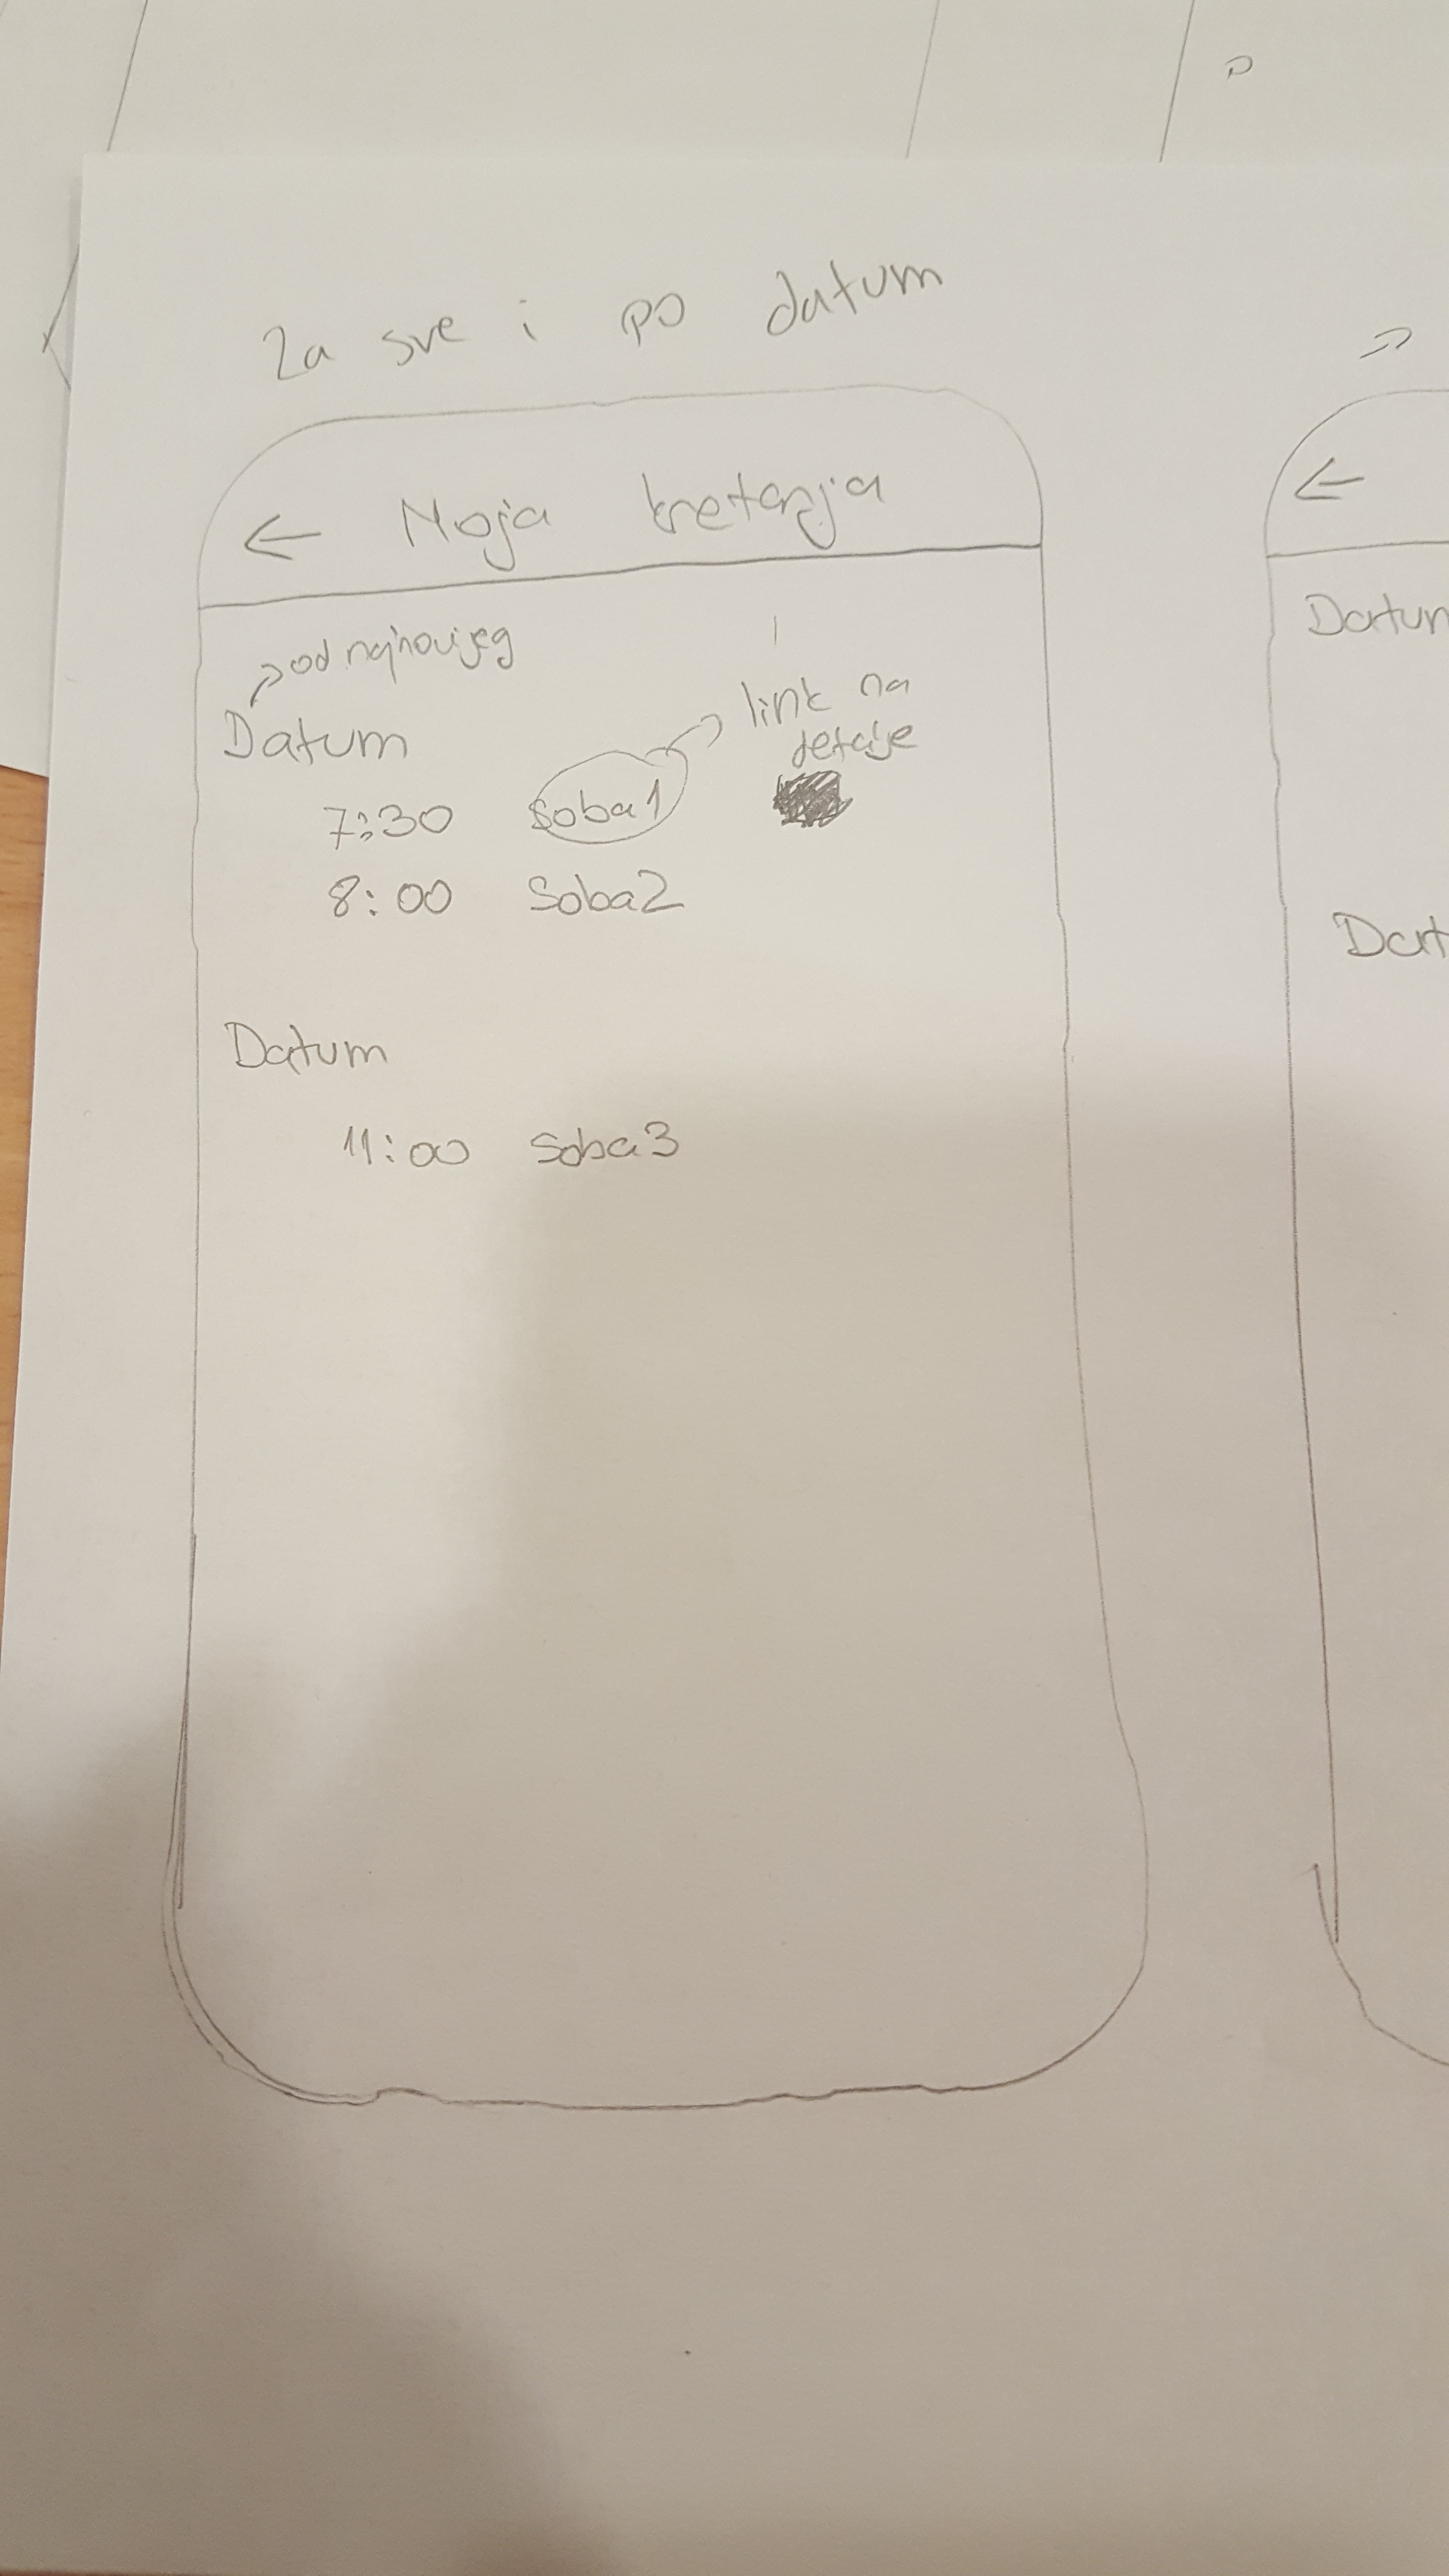 Za sve i po datum
← Moja kretanja
od najnovijeg
Datum
link na
detalje
7:30 Soba1
8:00 Soba2
Datum
11:00 Soba3
←
Datum
Dat